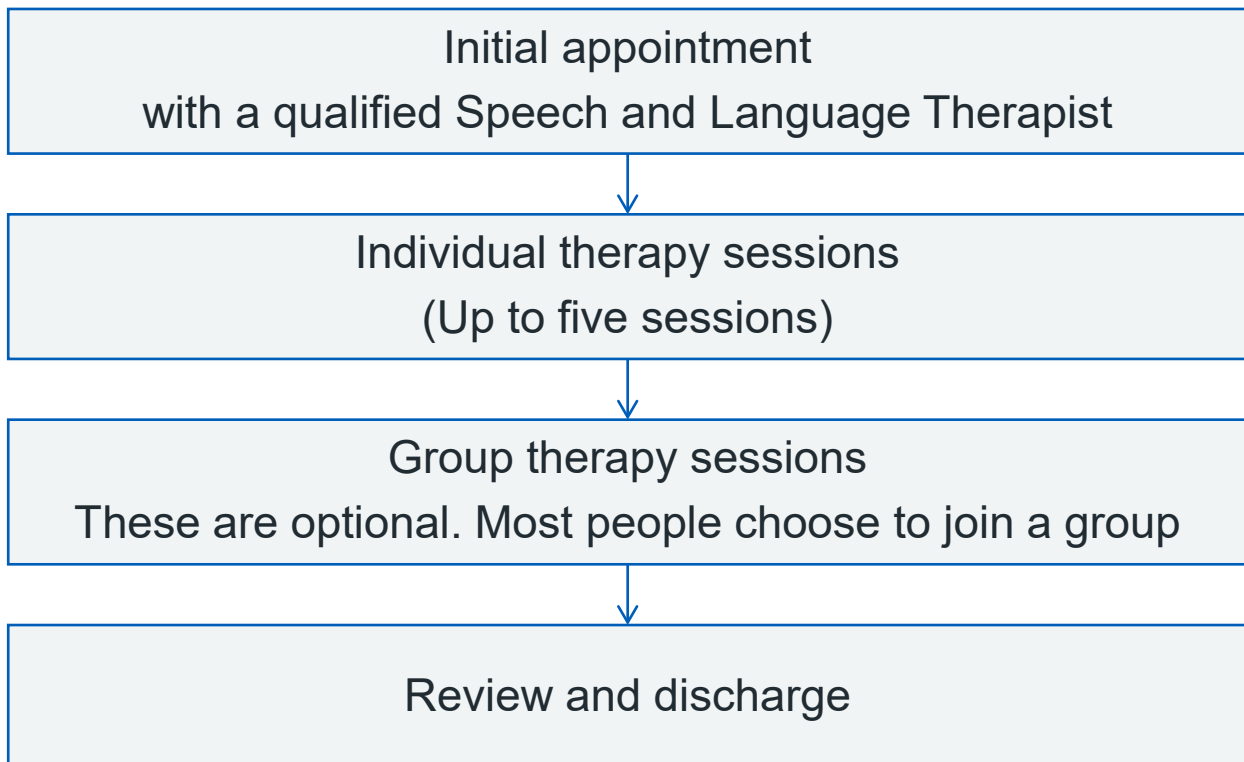 Initial appointment
with a qualified Speech and Language Therapist
Individual therapy sessions
(Up to five sessions)
Group therapy sessions
These are optional. Most people choose to join a group
Review and discharge